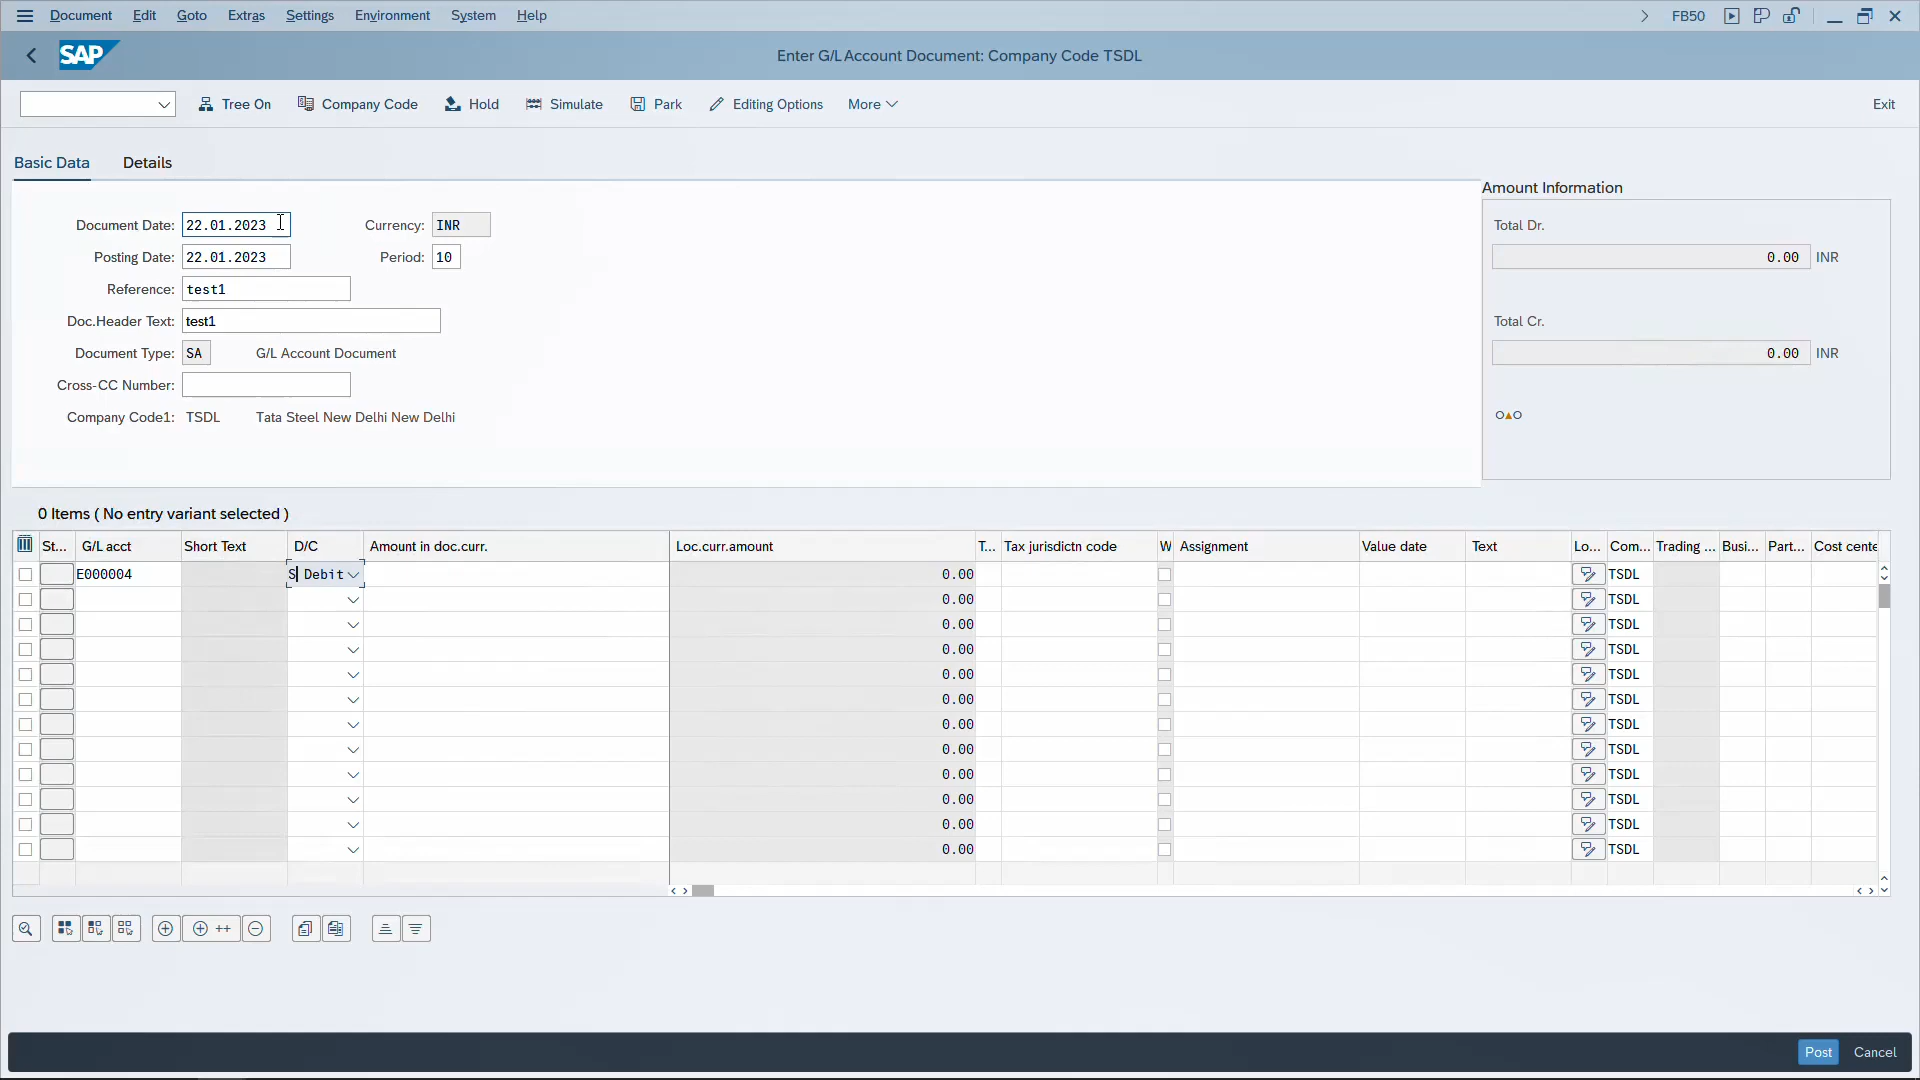 Document Edit Goto Extras Settings Environment System Help FB50
SAP Enter G/L Account Document: Company Code TSDL
Tree On Company Code Hold Simulate Park Editing Options More Exit
Basic Data Details
Amount Information
Document Date: 22.01.2023 Currency: INR
Total Dr.
Posting Date: 22.01.2023 Period: 10
0.00 INR
Reference: test1
Doc.Header Text: test1
Total Cr.
Document Type: SA G/L Account Document
0.00 INR
Cross-CC Number:
Company Code1: TSDL Tata Steel New Delhi New Delhi
0 Items ( No entry variant selected )
St... G/L acct Short Text D/C Amount in doc.curr. Loc.curr.amount T... Tax jurisdictn code W Assignment Value date Text Lo... Com... Trading ... Busi... Part... Cost cente
E000004 S Debit 0.00 TSDL
0.00 TSDL
0.00 TSDL
0.00 TSDL
0.00 TSDL
0.00 TSDL
0.00 TSDL
0.00 TSDL
0.00 TSDL
0.00 TSDL
0.00 TSDL
0.00 TSDL
++
Post Cancel